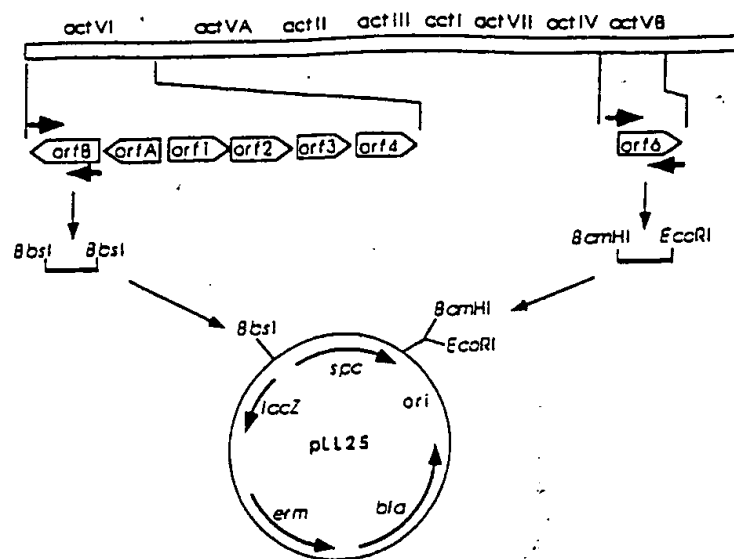 actVI actVA actII actIII actI actVII actIV actVB
orfB orfA orf1 orf2 orf3 orf4 orf6
BbsI BbsI BamHI EcoRI
BamHI
BbsI EcoRI
spc
lacZ ori
pLL25
erm bla